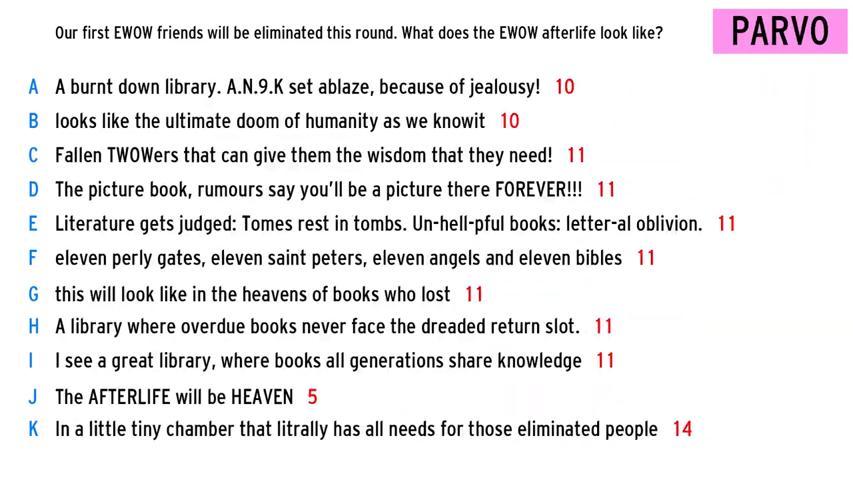 Our first EWOW friends will be eliminated this round. What does the EWOW afterlife look like?
PARVO
A A burnt down library. A.N.9.K set ablaze, because of jealousy! 10
B looks like the ultimate doom of humanity as we knowit 10
C Fallen TWOWers that can give them the wisdom that they need! 11
D The picture book, rumours say you'll be a picture there FOREVER!!! 11
E Literature gets judged: Tomes rest in tombs. Un-hell-pful books: letter-al oblivion. 11
F eleven perly gates, eleven saint peters, eleven angels and eleven bibles 11
G this will look like in the heavens of books who lost 11
H A library where overdue books never face the dreaded return slot. 11
I I see a great library, where books all generations share knowledge 11
J The AFTERLIFE will be HEAVEN 5
K In a little tiny chamber that litrally has all needs for those eliminated people 14